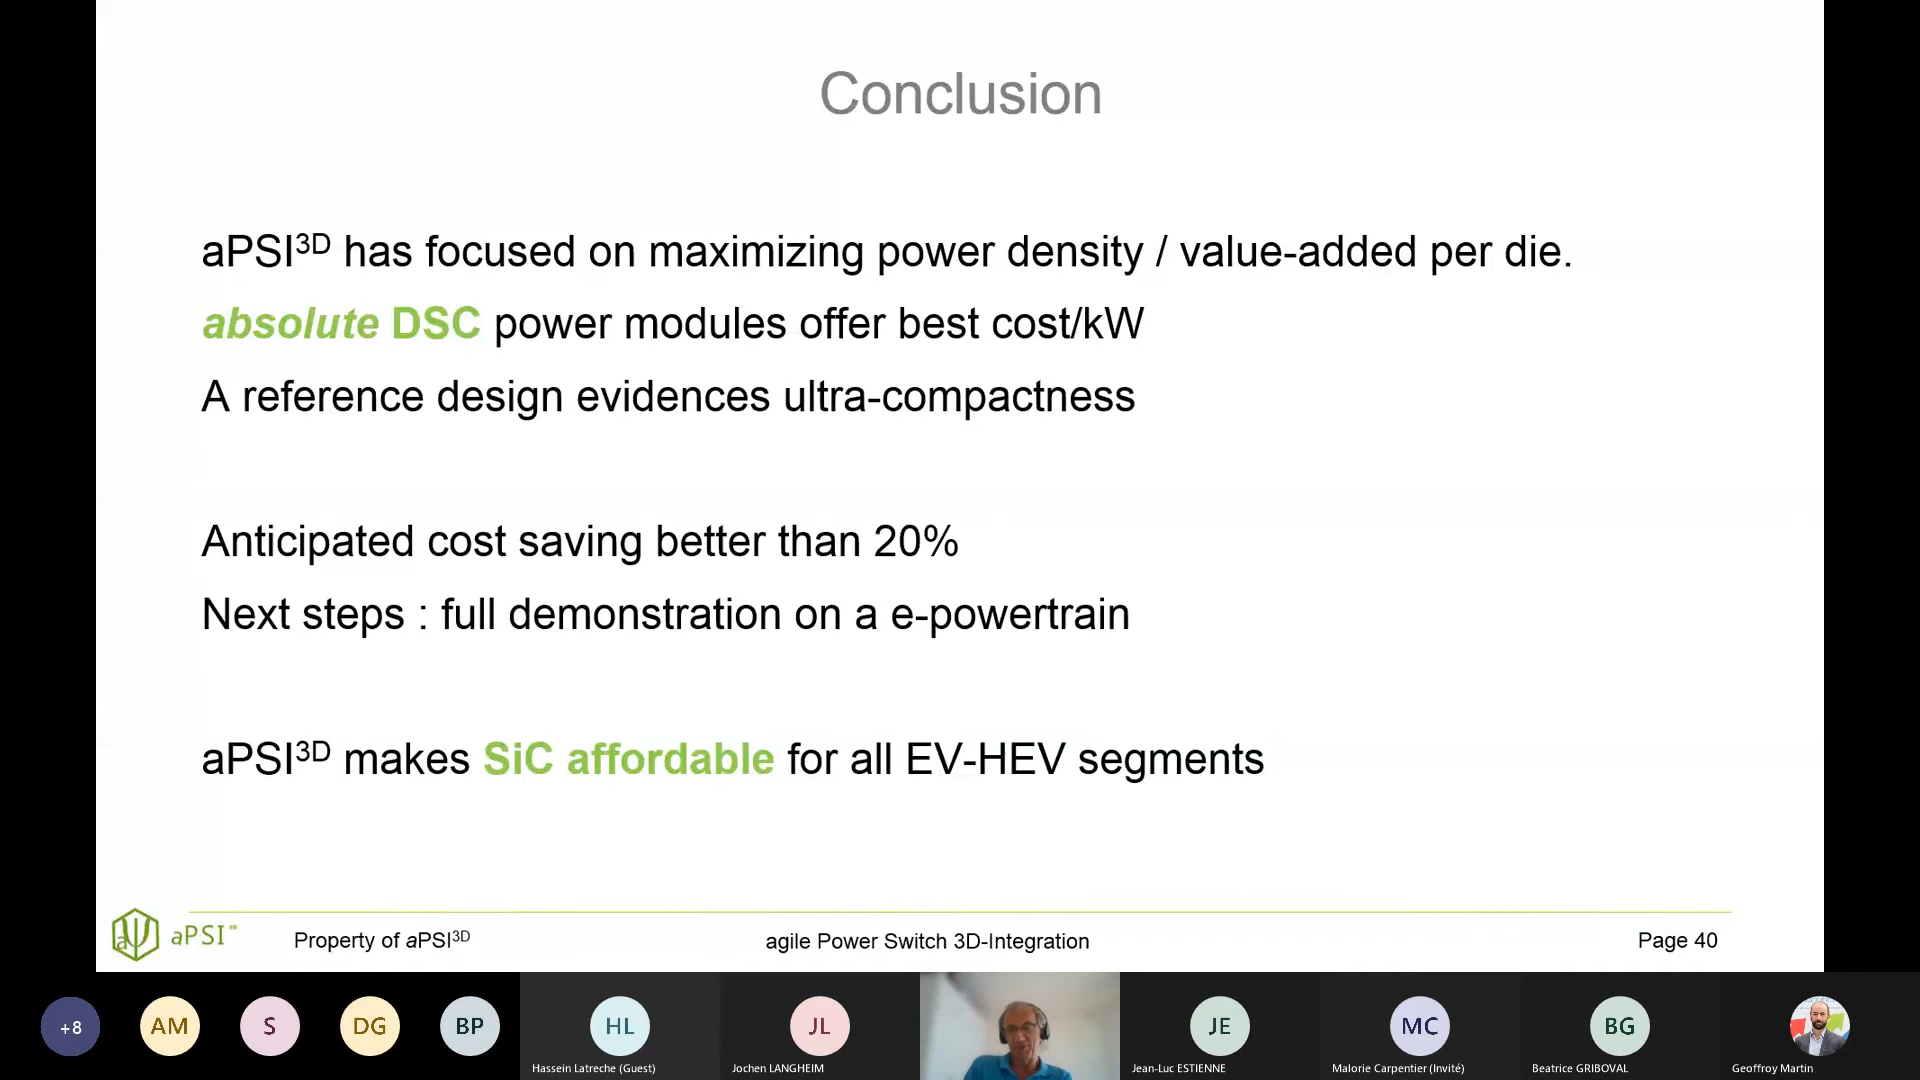 Conclusion
aPSI3D has focused on maximizing power density / value-added per die.
absolute DSC power modules offer best cost/kW
A reference design evidences ultra-compactness
Anticipated cost saving better than 20%
Next steps : full demonstration on a e-powertrain
aPSI3D makes SiC affordable for all EV-HEV segments
aPSI3D
Property of aPSI3D
agile Power Switch 3D-Integration
Page 40
+8
AM
S
DG
BP
HL
JL
JE
MC
BG
Hassein Latreche (Guest)
Jochen LANGHEIM
Jean-Luc ESTIENNE
Malorie Carpentier (Invité)
Beatrice GRIBOVAL
Geoffroy Martin